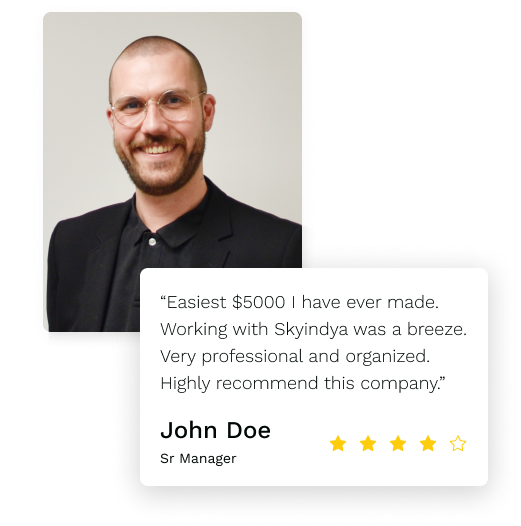 “Easiest $5000 I have ever made.
Working with Skyindya was a breeze.
Very professional and organized.
Highly recommend this company.”
John Doe
Sr Manager